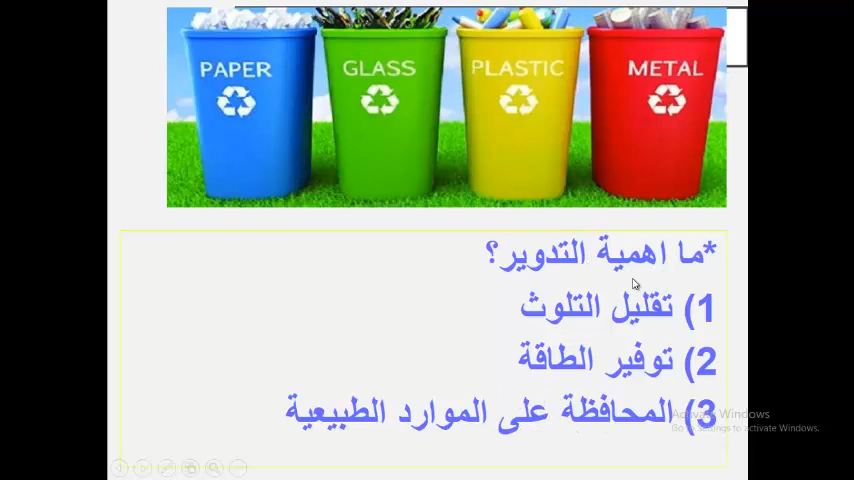 PAPER GLASS PLASTIC METAL
*ما اهمية التدوير؟
1) تقليل التلوث
2) توفير الطاقة
3) المحافظة على الموارد الطبيعية
Activate Windows
Go to Settings to activate Windows.